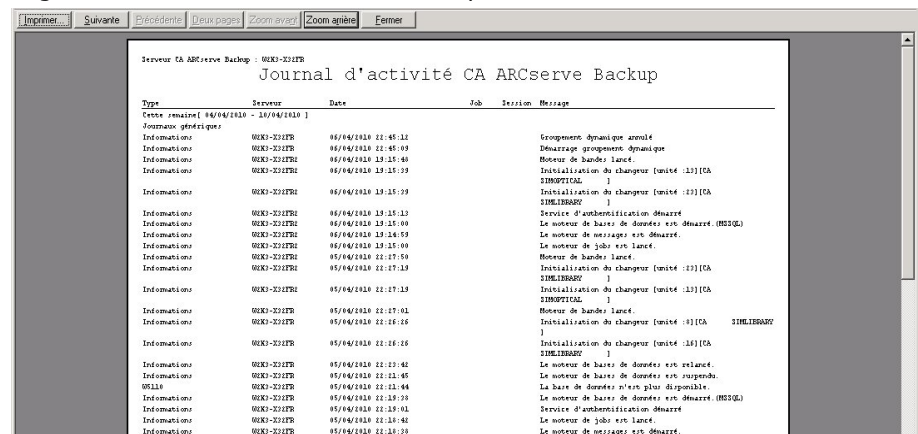 Imprimer... Suivante Précédente Deux pages Zoom avant Zoom arrière Fermer
Serveur CA ARCserve Backup : W2K3-X32FR
Journal d'activité CA ARCserve Backup
Type Serveur Date Job Session Message
Cette semaine[ 04/04/2010 - 10/04/2010 ]
Journaux génériques
Informations W2K3-X32FR 06/04/2010 22:45:12 Groupement dynamique annulé
Informations W2K3-X32FR 06/04/2010 22:45:09 Démarrage groupement dynamique
Informations W2K3-X32FR2 06/04/2010 19:15:48 Moteur de bandes lancé.
Informations W2K3-X32FR2 06/04/2010 19:15:39 Initialisation du changeur [unité :13][CA
SIMOPTICAL ]
Informations W2K3-X32FR2 06/04/2010 19:15:29 Initialisation du changeur [unité :23][CA
SIMLIBRARY ]
Informations W2K3-X32FR2 06/04/2010 19:15:13 Service d'authentification démarré
Informations W2K3-X32FR2 06/04/2010 19:15:00 Le moteur de bases de données est démarré.(MSSQL)
Informations W2K3-X32FR2 06/04/2010 19:14:59 Le moteur de messages est démarré.
Informations W2K3-X32FR2 06/04/2010 19:15:00 Le moteur de jobs est lancé.
Informations W2K3-X32FR2 05/04/2010 22:27:50 Moteur de bandes lancé.
Informations W2K3-X32FR2 05/04/2010 22:27:19 Initialisation du changeur [unité :23][CA
SIMLIBRARY ]
Informations W2K3-X32FR2 05/04/2010 22:27:19 Initialisation du changeur [unité :13][CA
SIMOPTICAL ]
Informations W2K3-X32FR 05/04/2010 22:27:01 Moteur de bandes lancé.
Informations W2K3-X32FR 05/04/2010 22:26:26 Initialisation du changeur [unité :8][CA SIMLIBRARY
]
Informations W2K3-X32FR 05/04/2010 22:26:26 Initialisation du changeur [unité :16][CA
SIMLIBRARY ]
Informations W2K3-X32FR 05/04/2010 22:23:42 Le moteur de bases de données est relancé.
Informations W2K3-X32FR 05/04/2010 22:21:45 Le moteur de bases de données est suspendu.
W5110 W2K3-X32FR 05/04/2010 22:21:44 La base de données n'est plus disponible.
Informations W2K3-X32FR 05/04/2010 22:19:28 Le moteur de bases de données est démarré.(MSSQL)
Informations W2K3-X32FR 05/04/2010 22:19:01 Service d'authentification démarré
Informations W2K3-X32FR 05/04/2010 22:18:42 Le moteur de jobs est lancé.
Informations W2K3-X32FR 05/04/2010 22:18:38 Le moteur de messages est démarré.